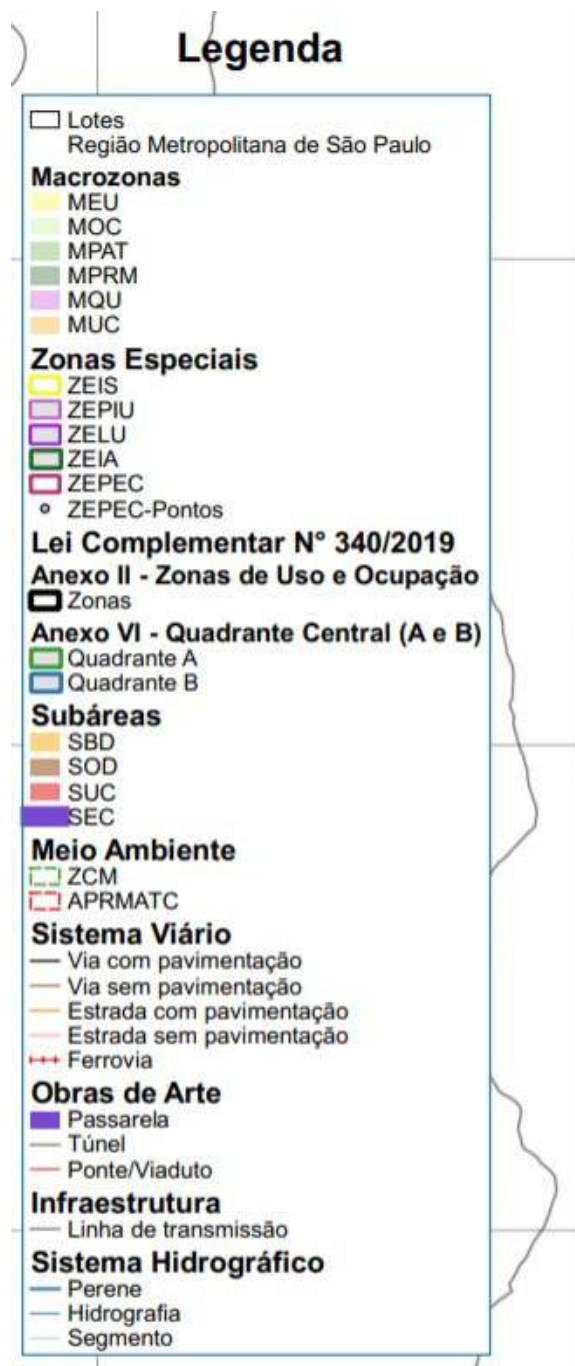 Legenda
Lotes
Região Metropolitana de São Paulo
Macrozonas
MEU
MOC
MPAT
MPRM
MQU
MUC
Zonas Especiais
ZEIS
ZEPIU
ZELU
ZEIA
ZEPEC
ZEPEC-Pontos
Lei Complementar N° 340/2019
Anexo II - Zonas de Uso e Ocupação
Zonas
Anexo VI - Quadrante Central (A e B)
Quadrante A
Quadrante B
Subáreas
SBD
SOD
SUC
SEC
Meio Ambiente
ZCM
APRMATC
Sistema Viário
Via com pavimentação
Via sem pavimentação
Estrada com pavimentação
Estrada sem pavimentação
Ferrovia
Obras de Arte
Passarela
Túnel
Ponte/Viaduto
Infraestrutura
Linha de transmissão
Sistema Hidrográfico
Perene
Hidrografia
Segmento